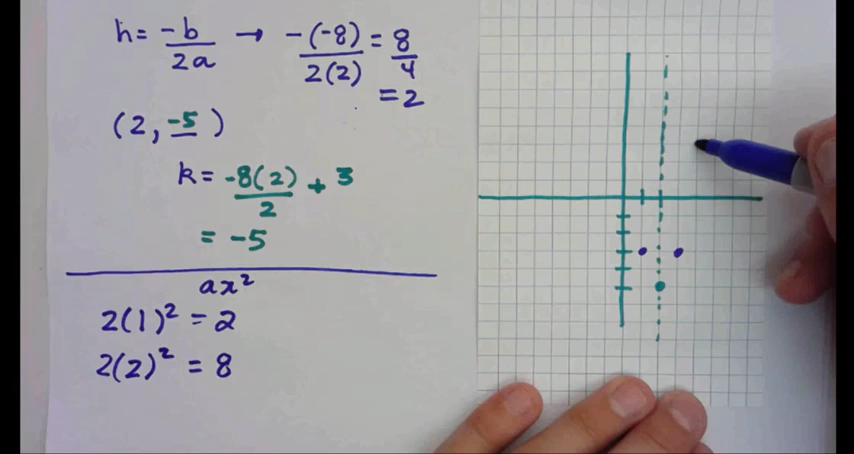 h = -b/2a → -(-8)/2(2) = 8/4
= 2
(2, -5)
k = -8(2)/2 + 3
= -5
ax²
2(1)² = 2
2(2)² = 8